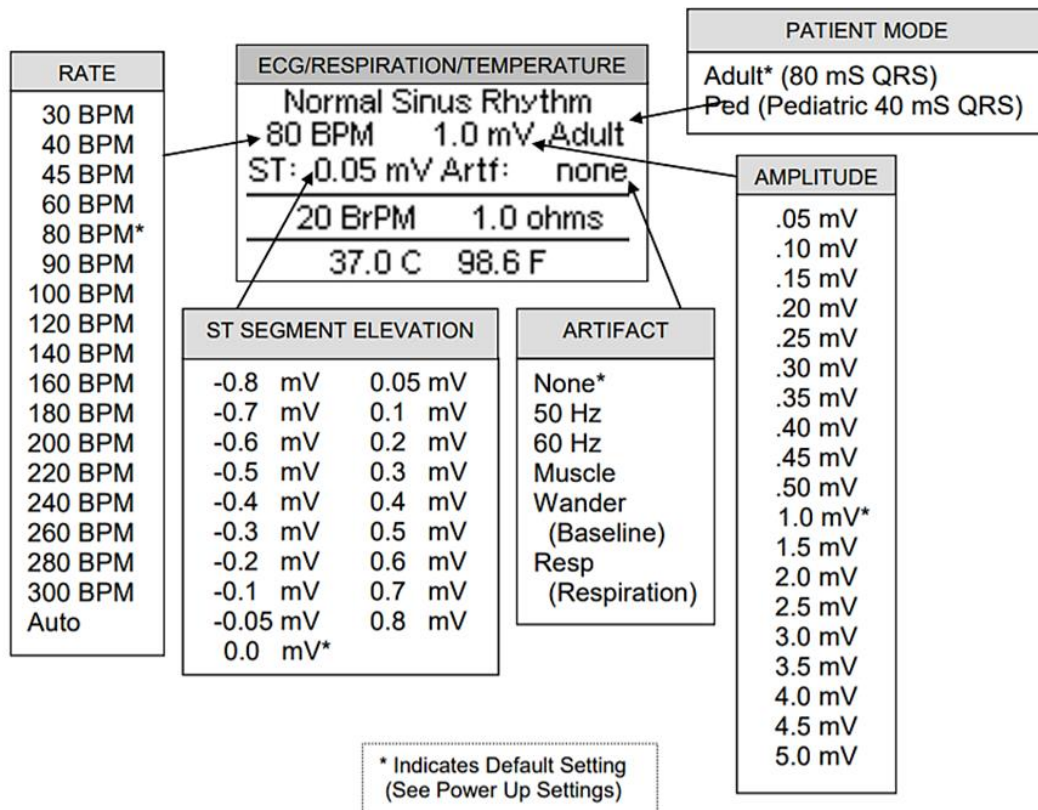 PATIENT MODE
Adult* (80 mS QRS)
Ped (Pediatric 40 mS QRS)
RATE
30 BPM
40 BPM
45 BPM
60 BPM
80 BPM*
90 BPM
100 BPM
120 BPM
140 BPM
160 BPM
180 BPM
200 BPM
220 BPM
240 BPM
260 BPM
280 BPM
300 BPM
Auto
ECG/RESPIRATION/TEMPERATURE
Normal Sinus Rhythm
80 BPM 1.0 mV Adult
ST: 0.05 mV Artf: none
20 BrPM 1.0 ohms
37.0 C 98.6 F
AMPLITUDE
.05 mV
.10 mV
.15 mV
.20 mV
.25 mV
.30 mV
.35 mV
.40 mV
.45 mV
.50 mV
1.0 mV*
1.5 mV
2.0 mV
2.5 mV
3.0 mV
3.5 mV
4.0 mV
4.5 mV
5.0 mV
ST SEGMENT ELEVATION
-0.8 mV 0.05 mV
-0.7 mV 0.1 mV
-0.6 mV 0.2 mV
-0.5 mV 0.3 mV
-0.4 mV 0.4 mV
-0.3 mV 0.5 mV
-0.2 mV 0.6 mV
-0.1 mV 0.7 mV
-0.05 mV 0.8 mV
0.0 mV*
ARTIFACT
None*
50 Hz
60 Hz
Muscle
Wander
(Baseline)
Resp
(Respiration)
* Indicates Default Setting
(See Power Up Settings)